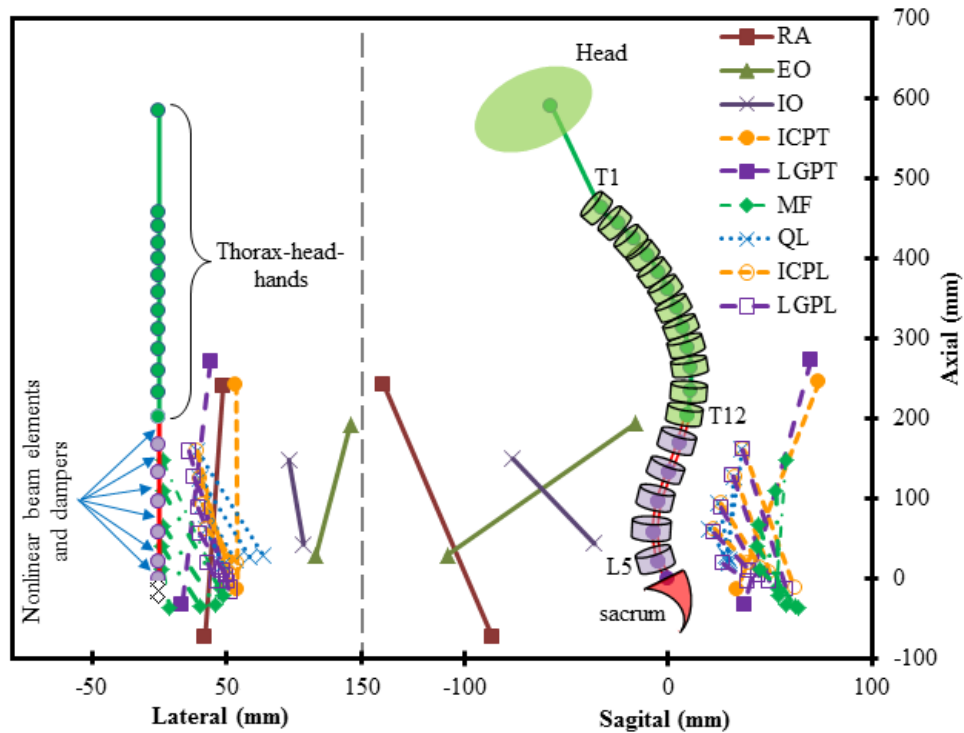 700
600
500
400
300
200
100
0
-100
Axial (mm)
RA
EO
IO
ICPT
LGPT
MF
QL
ICPL
LGPL
Head
T1
Thorax-head-
hands
T12
L5
sacrum
Nonlinear beam elements
and dampers
-50
50
150
-100
0
100
Lateral (mm)
Sagital (mm)